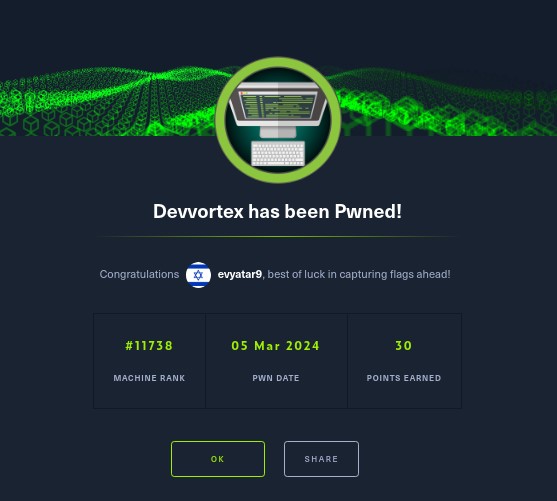 Devvortex has been Pwned!
Congratulations evyatar9, best of luck in capturing flags ahead!
#11738 05 Mar 2024 30
MACHINE RANK PWN DATE POINTS EARNED
OK SHARE